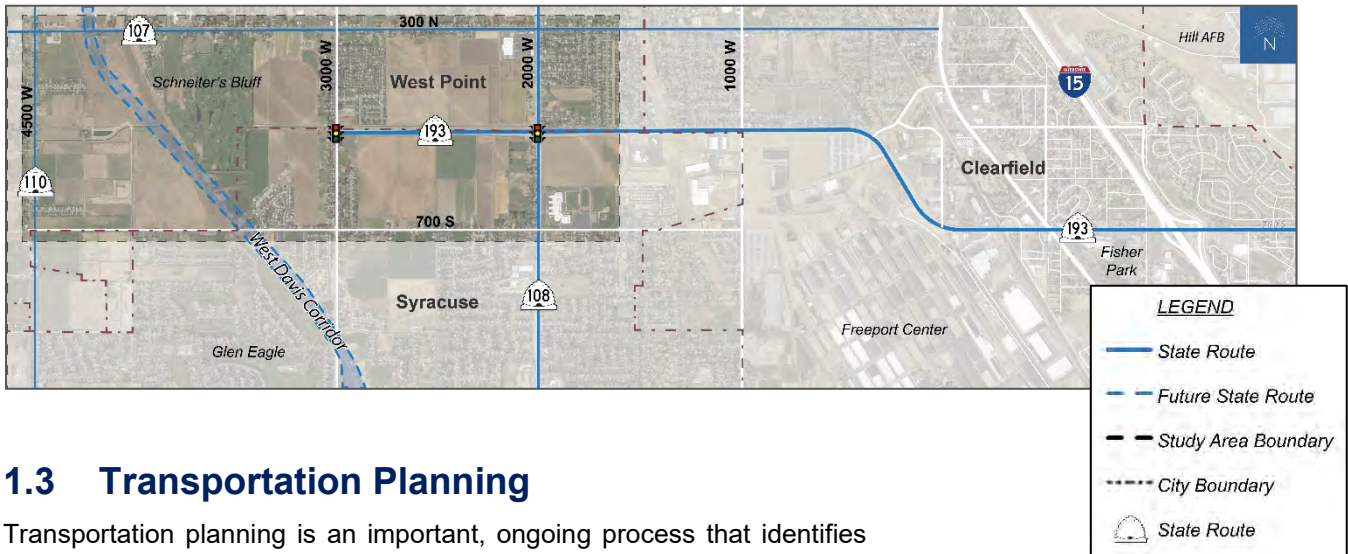 107
300 N
Hill AFB
N
Schneiter's Bluff
3000 W
West Point
2000 W
1000 W
INTERSTATE
15
4500 W
193
Clearfield
110
700 S
193
700 S
West Davis Corridor
Fisher
Park
Syracuse
108
Freeport Center
Glen Eagle
LEGEND
State Route
Future State Route
Study Area Boundary
City Boundary
State Route
1.3 Transportation Planning
Transportation planning is an important, ongoing process that identifies